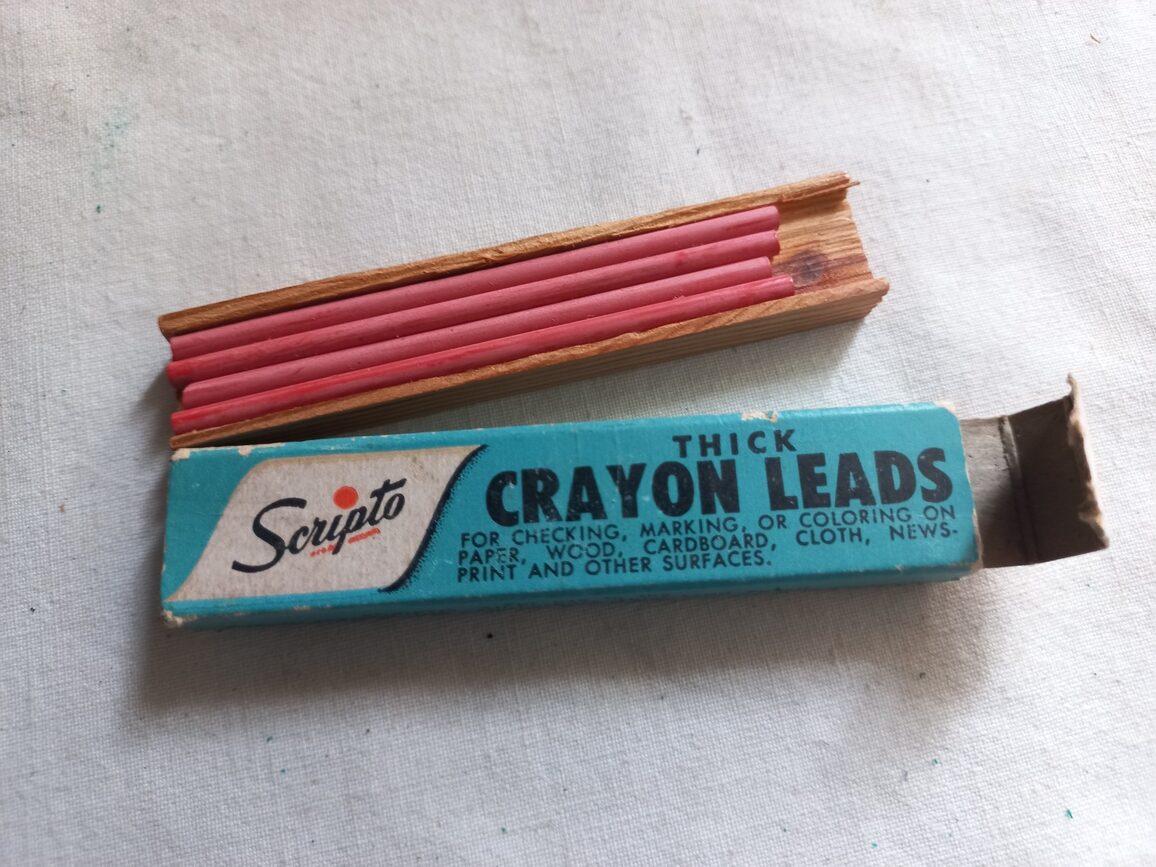 Scripto
THICK
CRAYON LEADS
FOR CHECKING, MARKING, OR COLORING ON
PAPER, WOOD, CARDBOARD, CLOTH, NEWS-
PRINT AND OTHER SURFACES.